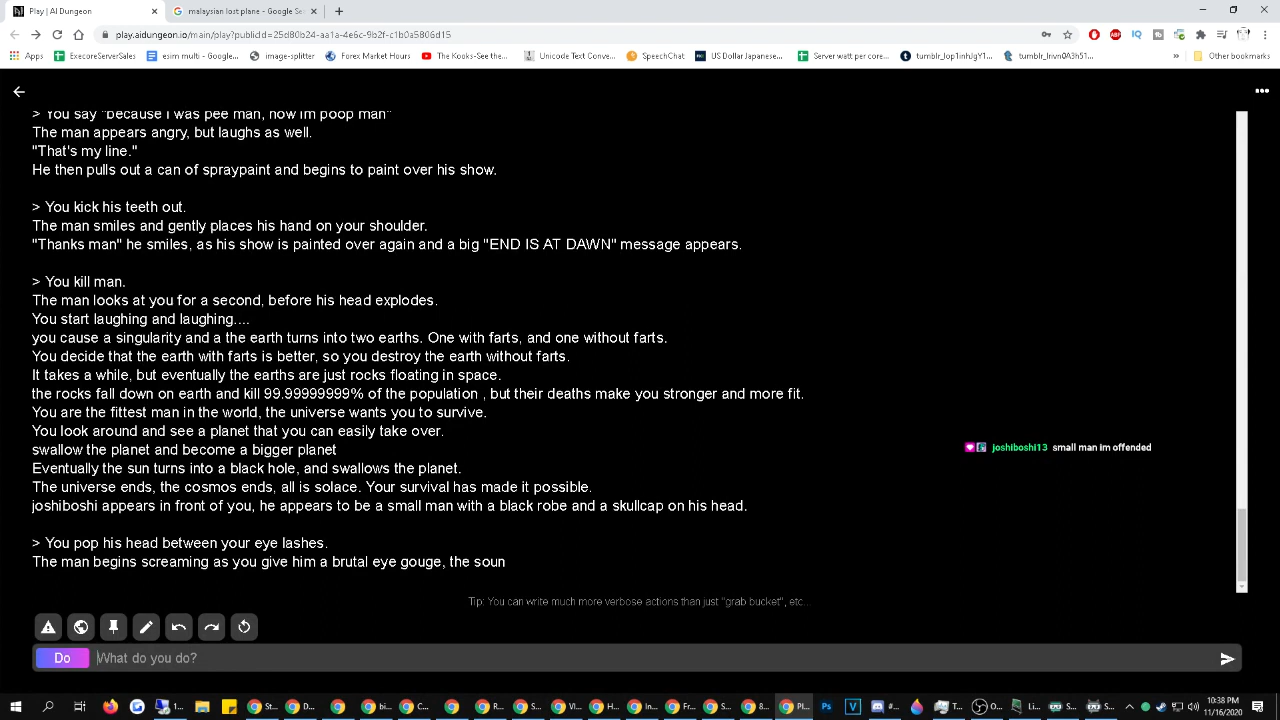 Play | AI Dungeon
malaysian lost plane - Google Se
play.aidungeon.io/main/play?publicId=25d80b24-aa1a-4e6c-9b2f-c1b0a5806d15
Apps ExecoreServerSales esim multi - Google... image-splitter Forex Market Hours The Kooks-See the... Unicode Text Conve... SpeechChat US Dollar Japanese... Server watt per core... tumblr_lop1inhJgY1... tumblr_lnvn0A3h51... » Other bookmarks
> You say "because i was pee man, now im poop man"
The man appears angry, but laughs as well.
"That's my line."
He then pulls out a can of spraypaint and begins to paint over his show.
> You kick his teeth out.
The man smiles and gently places his hand on your shoulder.
"Thanks man" he smiles, as his show is painted over again and a big "END IS AT DAWN" message appears.
> You kill man.
The man looks at you for a second, before his head explodes.
You start laughing and laughing....
you cause a singularity and a the earth turns into two earths. One with farts, and one without farts.
You decide that the earth with farts is better, so you destroy the earth without farts.
It takes a while, but eventually the earths are just rocks floating in space.
the rocks fall down on earth and kill 99.99999999% of the population , but their deaths make you stronger and more fit.
You are the fittest man in the world, the universe wants you to survive.
You look around and see a planet that you can easily take over.
swallow the planet and become a bigger planet
joshiboshi13 small man im offended
Eventually the sun turns into a black hole, and swallows the planet.
The universe ends, the cosmos ends, all is solace. Your survival has made it possible.
joshiboshi appears in front of you, he appears to be a small man with a black robe and a skullcap on his head.
> You pop his head between your eye lashes.
The man begins screaming as you give him a brutal eye gouge, the soun
Tip: You can write much more verbose actions than just "grab bucket", etc...
Do What do you do?
1... St... D... bi... C... R... S... Vi... H... In... Fr... S... 8... Pl... #... T... O... Li... S... S...
10:38 PM
11/16/2020